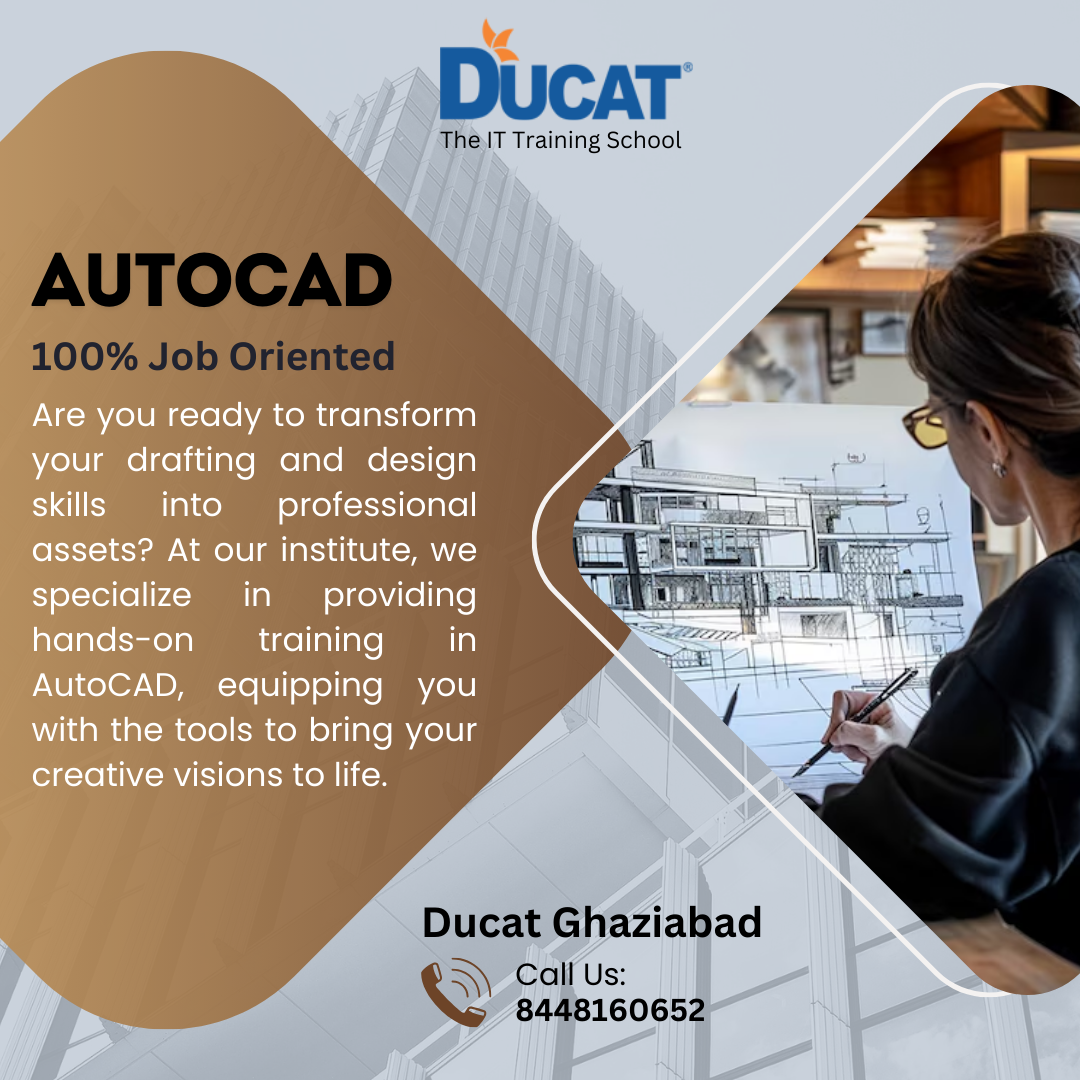 DUCAT®
The IT Training School
AUTOCAD
100% Job Oriented
Are you ready to transform
your drafting and design
skills into professional
assets? At our institute, we
specialize in providing
hands-on training in
AutoCAD, equipping you
with the tools to bring your
creative visions to life.
Ducat Ghaziabad
Call Us:
8448160652